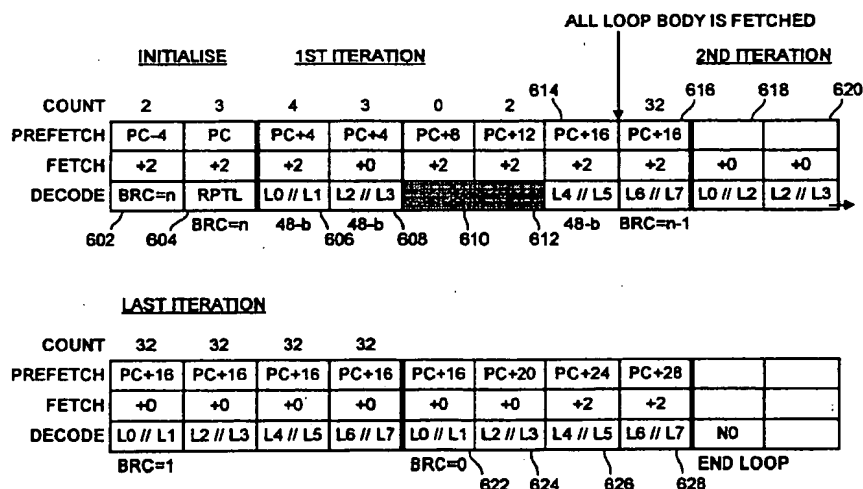 ALL LOOP BODY IS FETCHED
INITIALISE 1ST ITERATION 2ND ITERATION
COUNT 2 3 4 3 0 2 614 32 616 618 620
PREFETCH PC-4 PC PC+4 PC+4 PC+8 PC+12 PC+16 PC+16
FETCH +2 +2 +2 +0 +2 +2 +2 +2 +0 +0
DECODE BRC=n RPTL L0 // L1 L2 // L3 L4 // L5 L6 // L7 L0 // L2 L2 // L3
602 604 BRC=n 48-b 606 48-b 608 610 612 48-b BRC=n-1
LAST ITERATION
COUNT 32 32 32 32
PREFETCH PC+16 PC+16 PC+16 PC+16 PC+16 PC+20 PC+24 PC+28
FETCH +0 +0 +0 +0 +0 +0 +2 +2
DECODE L0 // L1 L2 // L3 L4 // L5 L6 // L7 L0 // L1 L2 // L3 L4 // L5 L6 // L7 N0
BRC=1 BRC=0 622 624 626 628 END LOOP